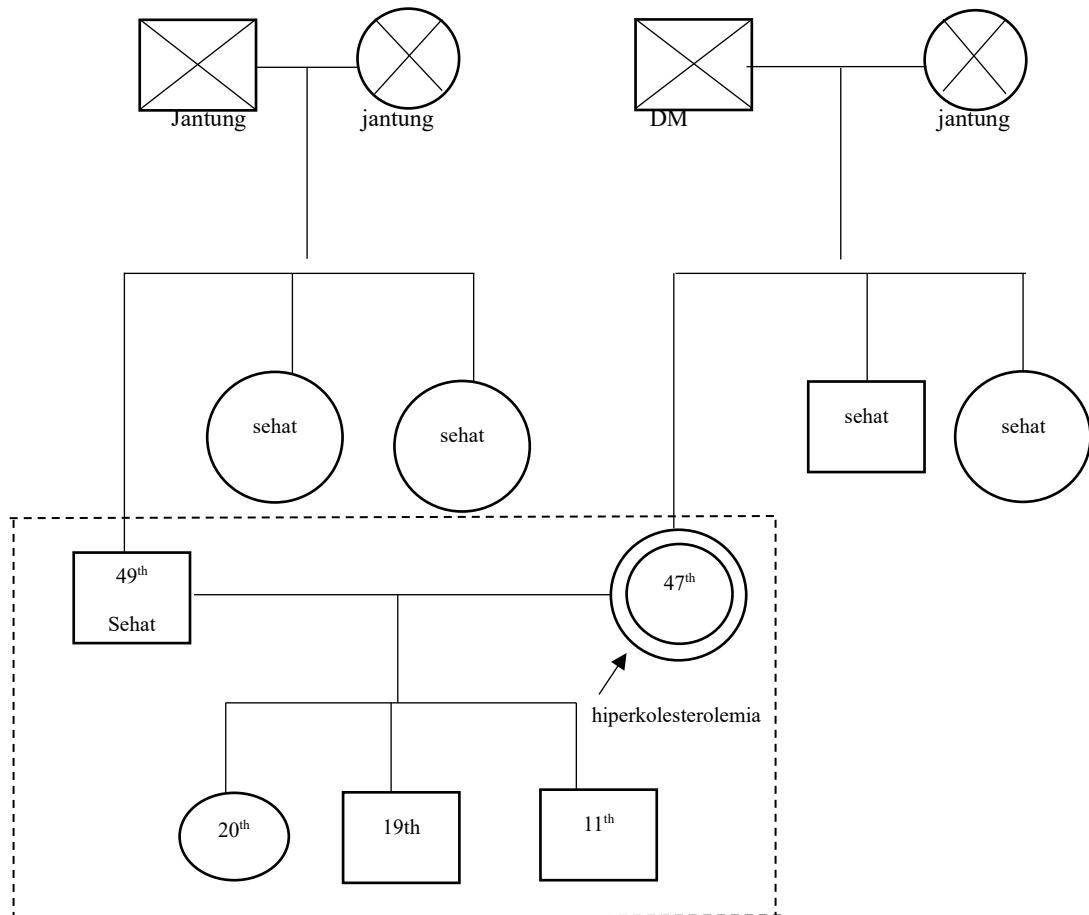 Jantung
jantung
DM
jantung
sehat
sehat
sehat
sehat
49th
Sehat
47th
hiperkolesterolemia
20th
19th
11th